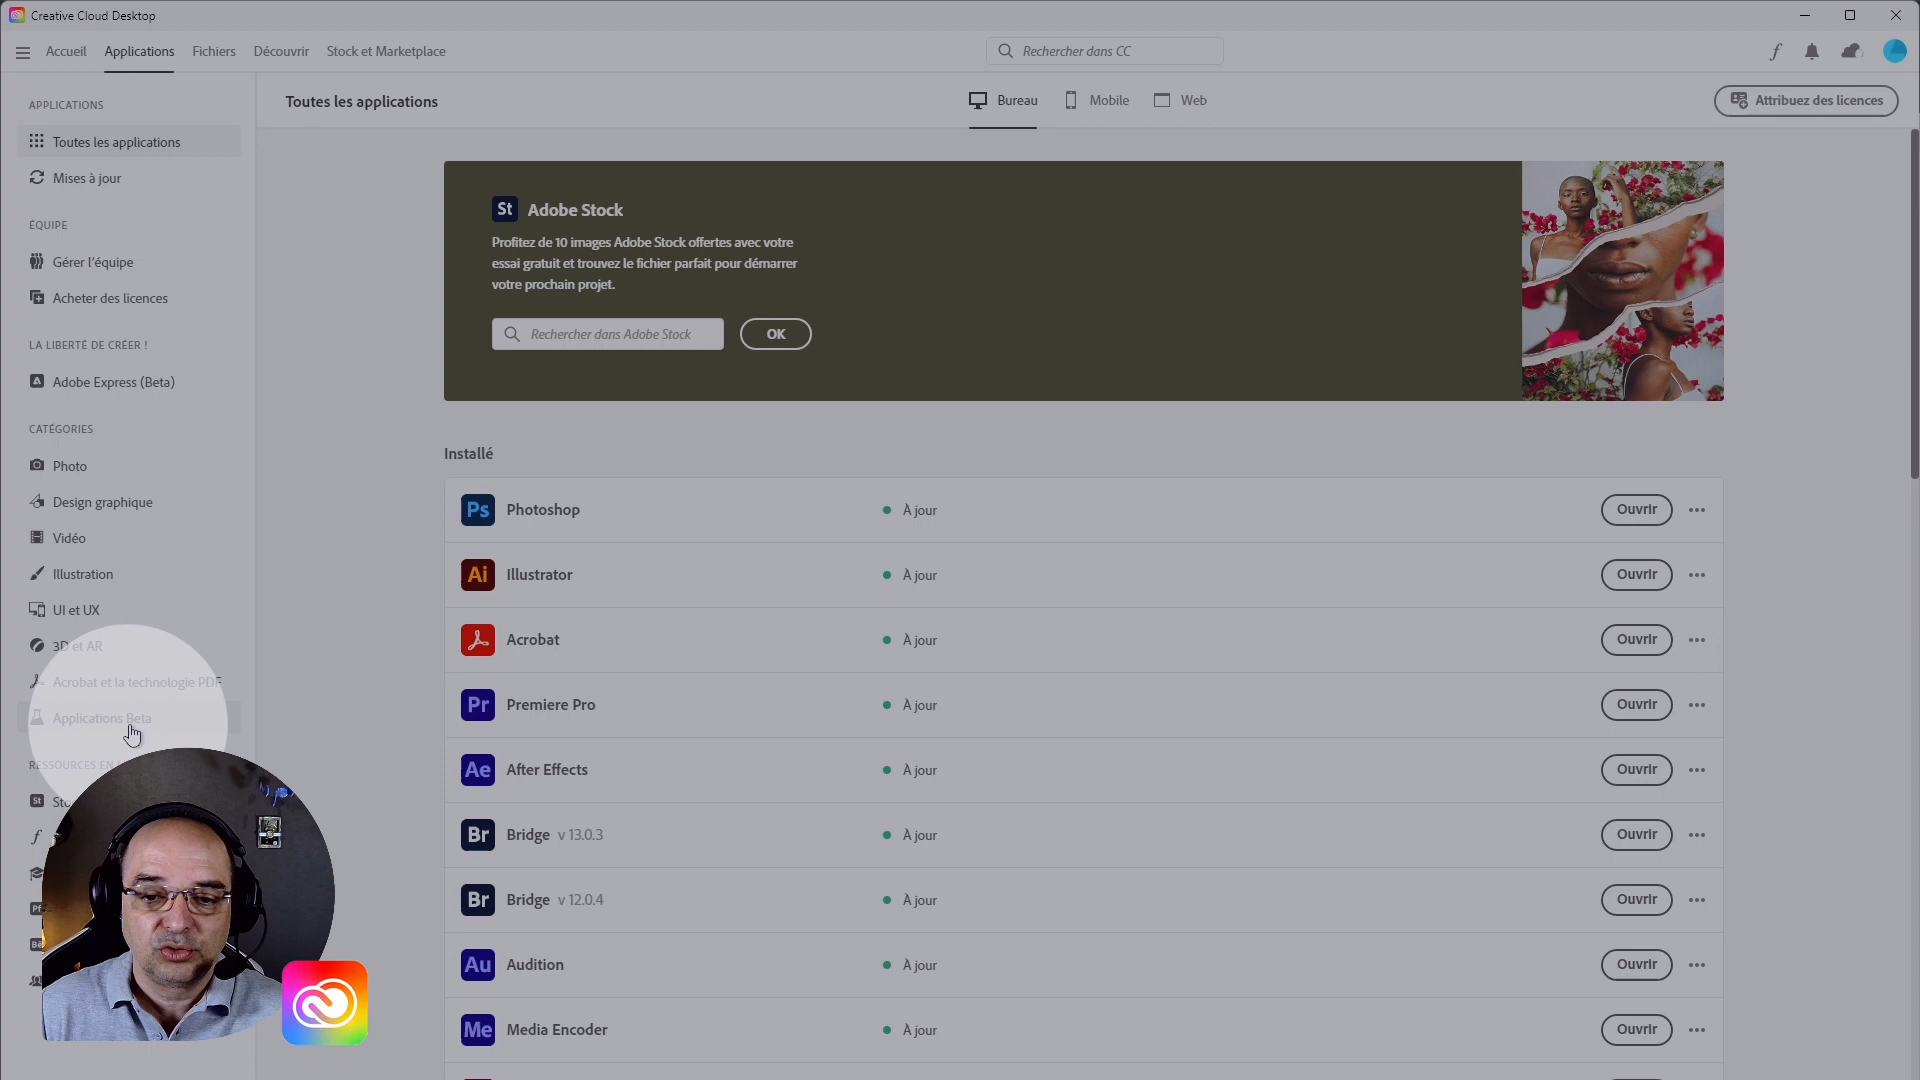 Creative Cloud Desktop
Accueil
Applications
Fichiers
Découvrir
Stock et Marketplace
Rechercher dans CC
APPLICATIONS
Toutes les applications
Mises à jour
ÉQUIPE
Gérer l'équipe
Acheter des licences
LA LIBERTÉ DE CRÉER !
Adobe Express (Beta)
CATÉGORIES
Photo
Design graphique
Vidéo
Illustration
UI et UX
3D et AR
Acrobat et la technologie PDF
Applications Beta
RESSOURCES EN
St
Toutes les applications
Bureau
Mobile
Web
Attribuez des licences
St Adobe Stock
Profitez de 10 images Adobe Stock offertes avec votre
essai gratuit et trouvez le fichier parfait pour démarrer
votre prochain projet.
Rechercher dans Adobe Stock
OK
Installé
Ps Photoshop À jour Ouvrir
Ai Illustrator À jour Ouvrir
Acrobat À jour Ouvrir
Pr Premiere Pro À jour Ouvrir
Ae After Effects À jour Ouvrir
Br Bridge v 13.0.3 À jour Ouvrir
Br Bridge v 12.0.4 À jour Ouvrir
Au Audition À jour Ouvrir
Me Media Encoder À jour Ouvrir